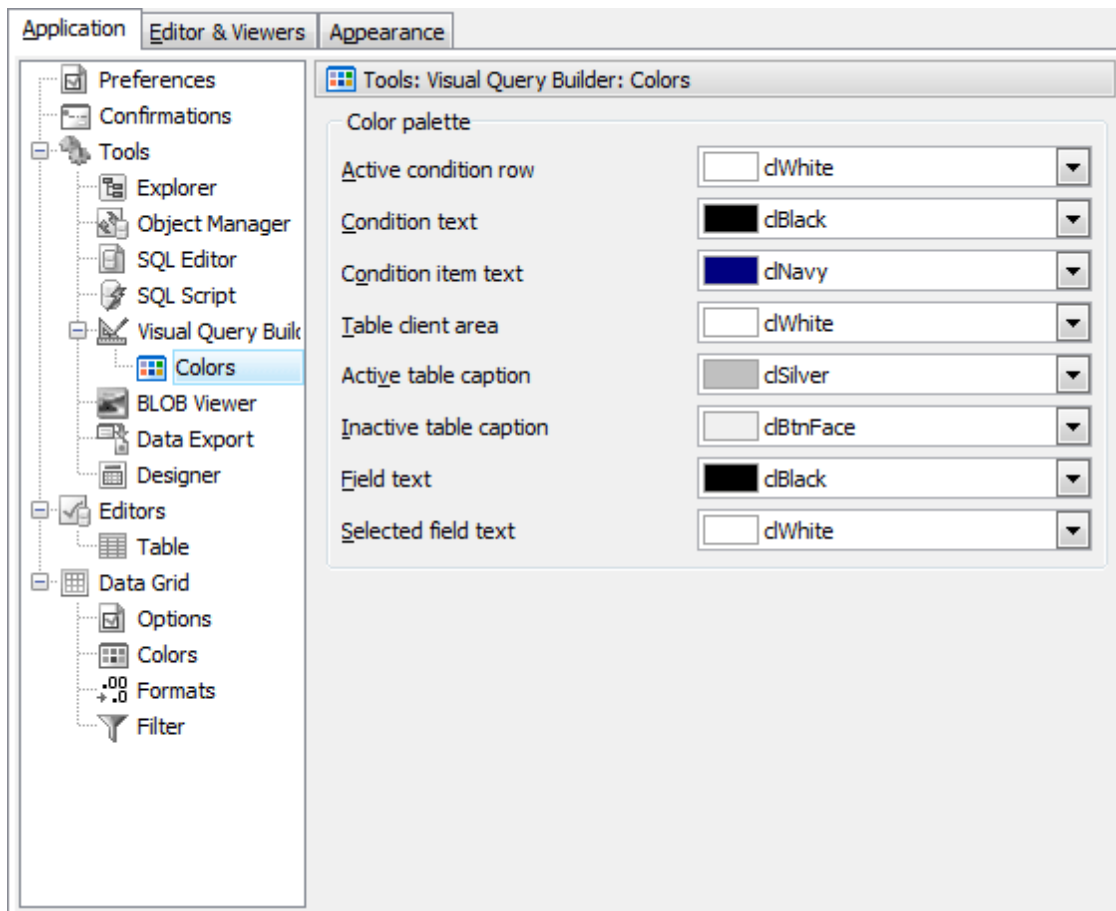 Application
Editor & Viewers
Appearance
Preferences
Confirmations
Tools
Explorer
Object Manager
SQL Editor
SQL Script
Visual Query Builc
Colors
BLOB Viewer
Data Export
Designer
Editors
Table
Data Grid
Options
Colors
Formats
Filter
Tools: Visual Query Builder: Colors
Color palette
Active condition row clWhite
Condition text clBlack
Condition item text clNavy
Table client area clWhite
Active table caption clSilver
Inactive table caption clBtnFace
Field text clBlack
Selected field text clWhite